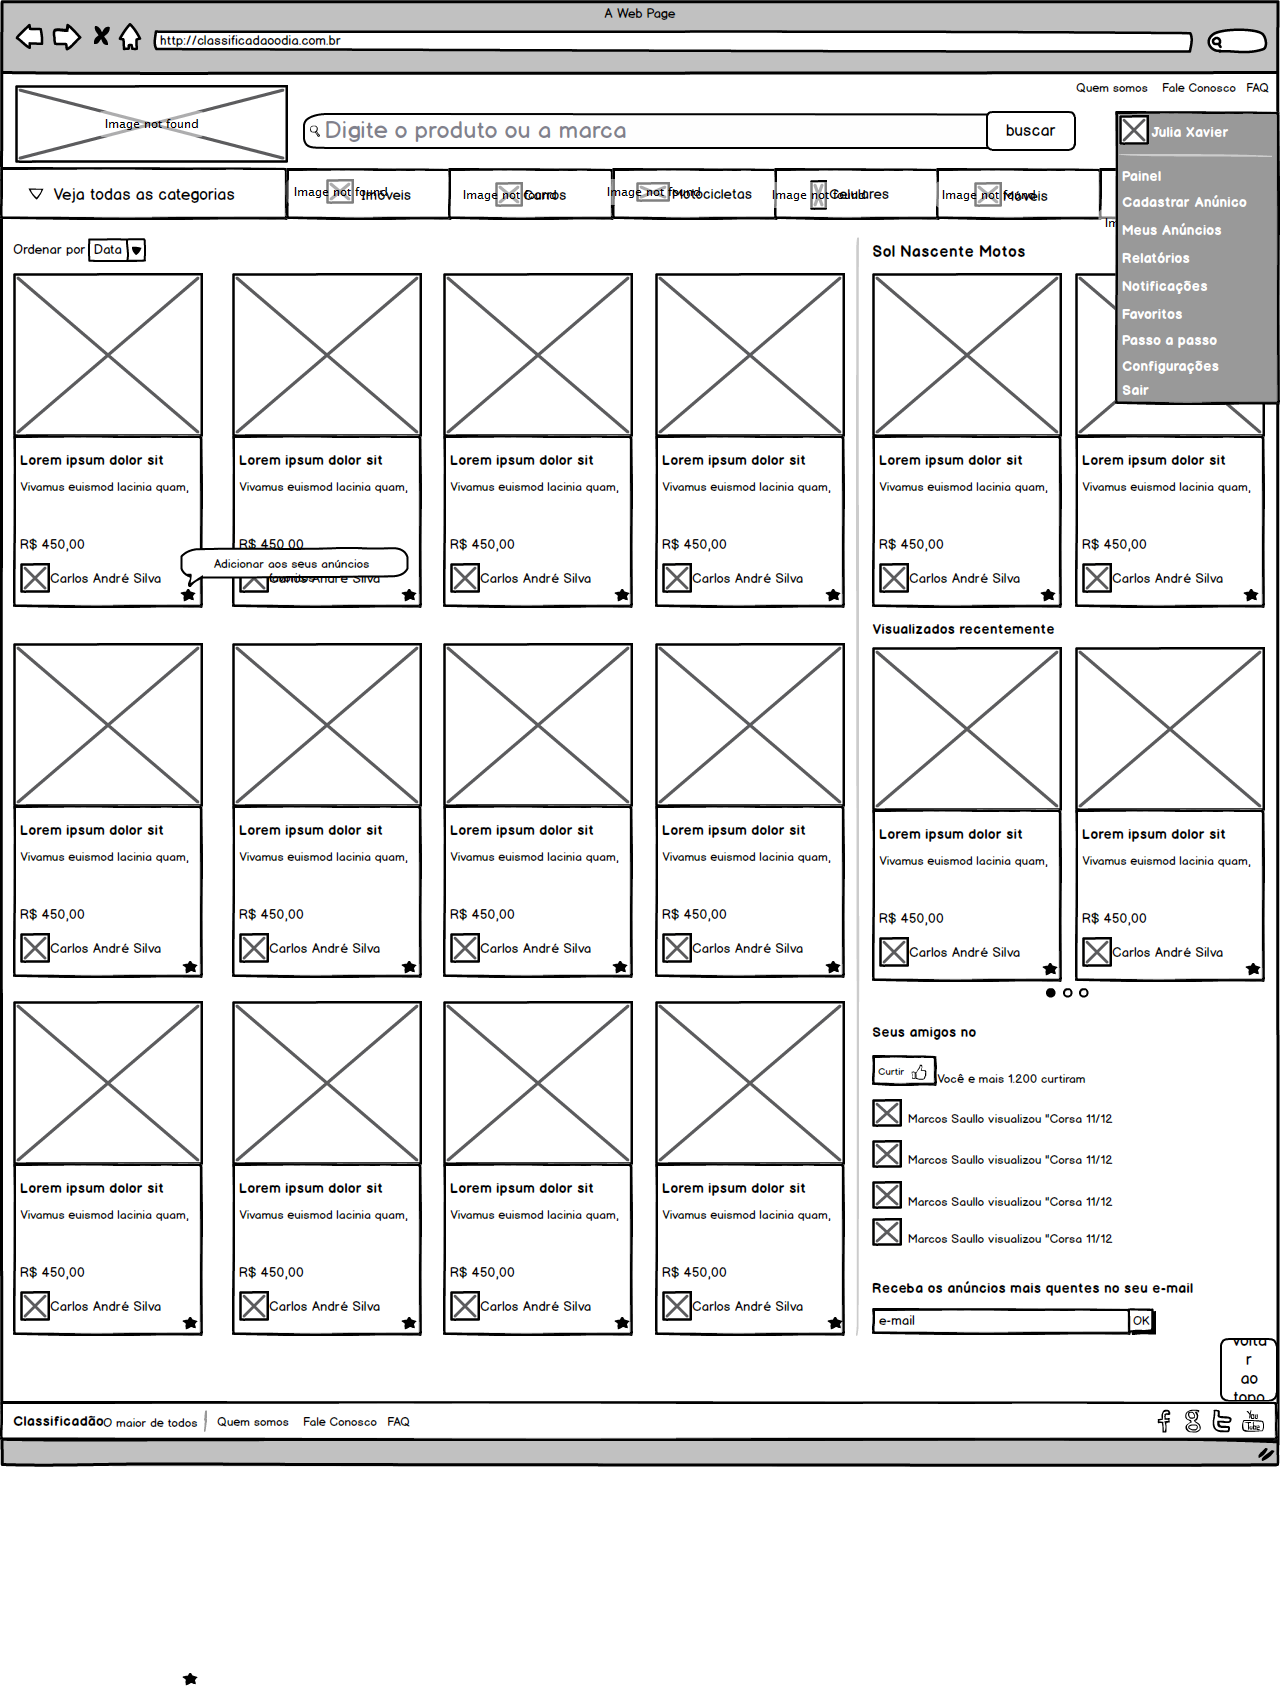 A Web Page
http://classificadaoodia.com.br
Quem somos Fale Conosco FAQ
Image not found
Digite o produto ou a marca
buscar
Julia Xavier
Painel
Cadastrar Anúnico
Meus Anúncios
Relatórios
Notificações
Favoritos
Passo a passo
Configurações
Sair
Veja todas as categorias
Image not found Imóveis
Image not found Carros
Image not found Motocicletas
Image not found Celulares
Image not found Móveis
Ordenar por Data
Sol Nascente Motos
Lorem ipsum dolor sit Lorem ipsum dolor sit Lorem ipsum dolor sit Lorem ipsum dolor sit Lorem ipsum dolor sit Lorem ipsum dolor sit
Vivamus euismod lacinia quam, Vivamus euismod lacinia quam, Vivamus euismod lacinia quam, Vivamus euismod lacinia quam, Vivamus euismod lacinia quam, Vivamus euismod lacinia quam,
R$ 450,00 R$ 450,00 R$ 450,00 R$ 450,00 R$ 450,00 R$ 450,00
Adicionar aos seus anúncios
Carlos André Silva Carlos André Silva Carlos André Silva Carlos André Silva Carlos André Silva Carlos André Silva
Visualizados recentemente
Lorem ipsum dolor sit Lorem ipsum dolor sit Lorem ipsum dolor sit Lorem ipsum dolor sit Lorem ipsum dolor sit Lorem ipsum dolor sit
Vivamus euismod lacinia quam, Vivamus euismod lacinia quam, Vivamus euismod lacinia quam, Vivamus euismod lacinia quam, Vivamus euismod lacinia quam, Vivamus euismod lacinia quam,
R$ 450,00 R$ 450,00 R$ 450,00 R$ 450,00 R$ 450,00 R$ 450,00
Carlos André Silva Carlos André Silva Carlos André Silva Carlos André Silva Carlos André Silva Carlos André Silva
Seus amigos no
Curtir Você e mais 1.200 curtiram
Marcos Saullo visualizou "Corsa 11/12
Marcos Saullo visualizou "Corsa 11/12
Marcos Saullo visualizou "Corsa 11/12
Marcos Saullo visualizou "Corsa 11/12
Lorem ipsum dolor sit Lorem ipsum dolor sit Lorem ipsum dolor sit Lorem ipsum dolor sit
Vivamus euismod lacinia quam, Vivamus euismod lacinia quam, Vivamus euismod lacinia quam, Vivamus euismod lacinia quam,
R$ 450,00 R$ 450,00 R$ 450,00 R$ 450,00
Carlos André Silva Carlos André Silva Carlos André Silva Carlos André Silva
Receba os anúncios mais quentes no seu e-mail
e-mail OK
volta
r
ao
topo
Classificadão O maior de todos Quem somos Fale Conosco FAQ
You
Tube